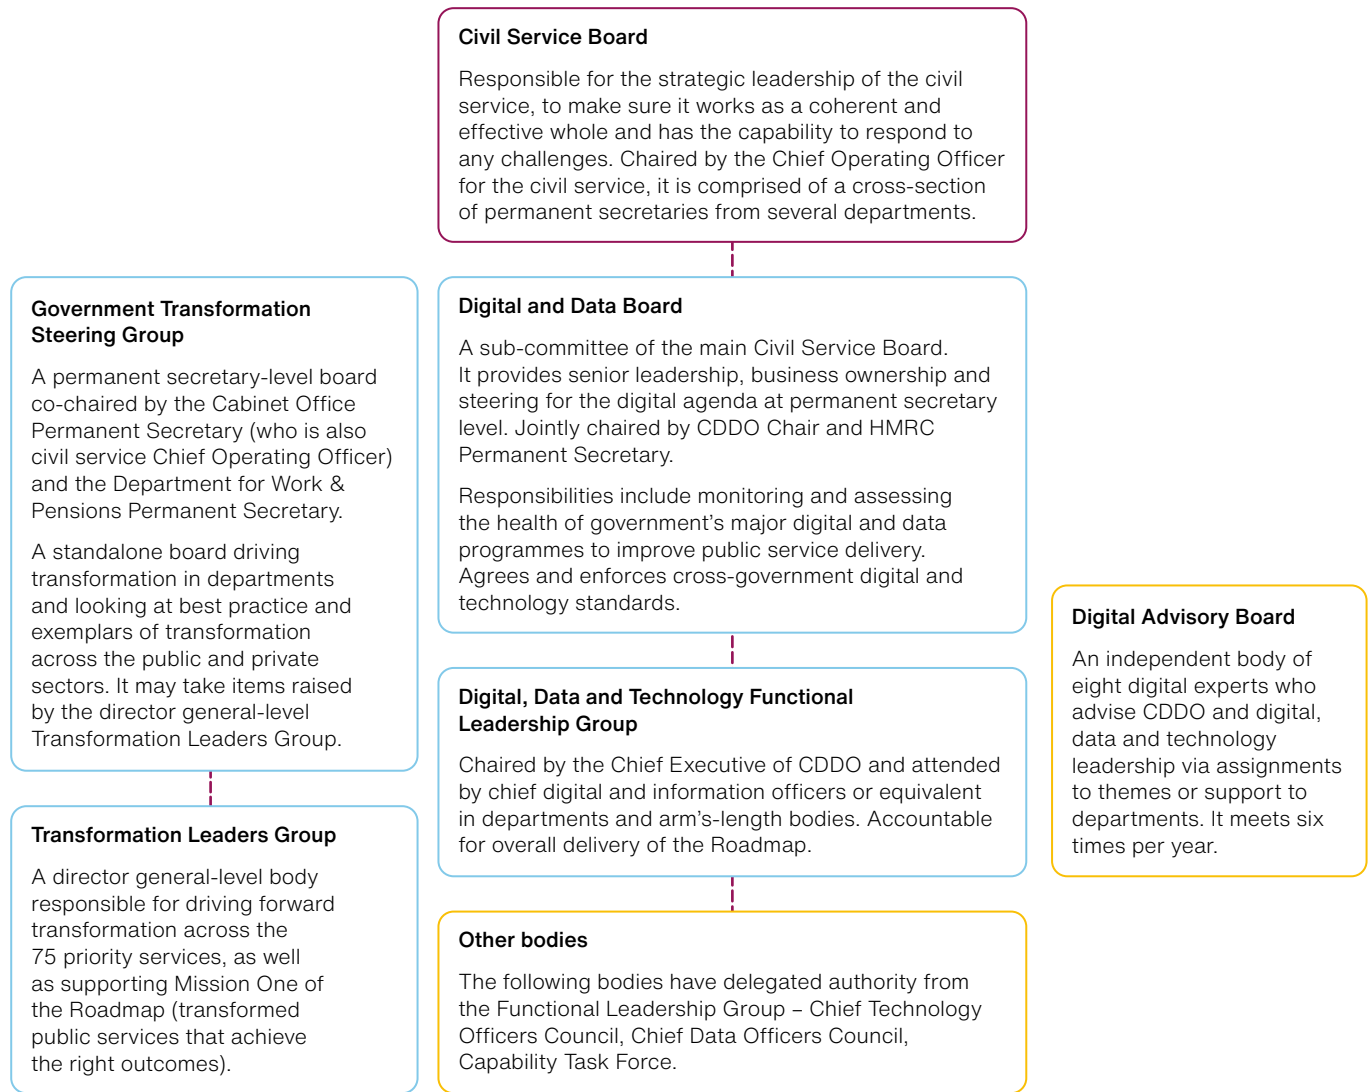 Civil Service Board
Responsible for the strategic leadership of the civil
service, to make sure it works as a coherent and
effective whole and has the capability to respond to
any challenges. Chaired by the Chief Operating Officer
for the civil service, it is comprised of a cross-section
of permanent secretaries from several departments.
Government Transformation
Steering Group
A permanent secretary-level board
co-chaired by the Cabinet Office
Permanent Secretary (who is also
civil service Chief Operating Officer)
and the Department for Work &
Pensions Permanent Secretary.
A standalone board driving
transformation in departments
and looking at best practice and
exemplars of transformation
across the public and private
sectors. It may take items raised
by the director general-level
Transformation Leaders Group.
Transformation Leaders Group
A director general-level body
responsible for driving forward
transformation across the
75 priority services, as well
as supporting Mission One of
the Roadmap (transformed
public services that achieve
the right outcomes).
Digital and Data Board
A sub-committee of the main Civil Service Board.
It provides senior leadership, business ownership and
steering for the digital agenda at permanent secretary
level. Jointly chaired by CDDO Chair and HMRC
Permanent Secretary.
Responsibilities include monitoring and assessing
the health of government’s major digital and data
programmes to improve public service delivery.
Agrees and enforces cross-government digital and
technology standards.
Digital, Data and Technology Functional
Leadership Group
Chaired by the Chief Executive of CDDO and attended
by chief digital and information officers or equivalent
in departments and arm’s-length bodies. Accountable
for overall delivery of the Roadmap.
Other bodies
The following bodies have delegated authority from
the Functional Leadership Group – Chief Technology
Officers Council, Chief Data Officers Council,
Capability Task Force.
Digital Advisory Board
An independent body of
eight digital experts who
advise CDDO and digital,
data and technology
leadership via assignments
to themes or support to
departments. It meets six
times per year.